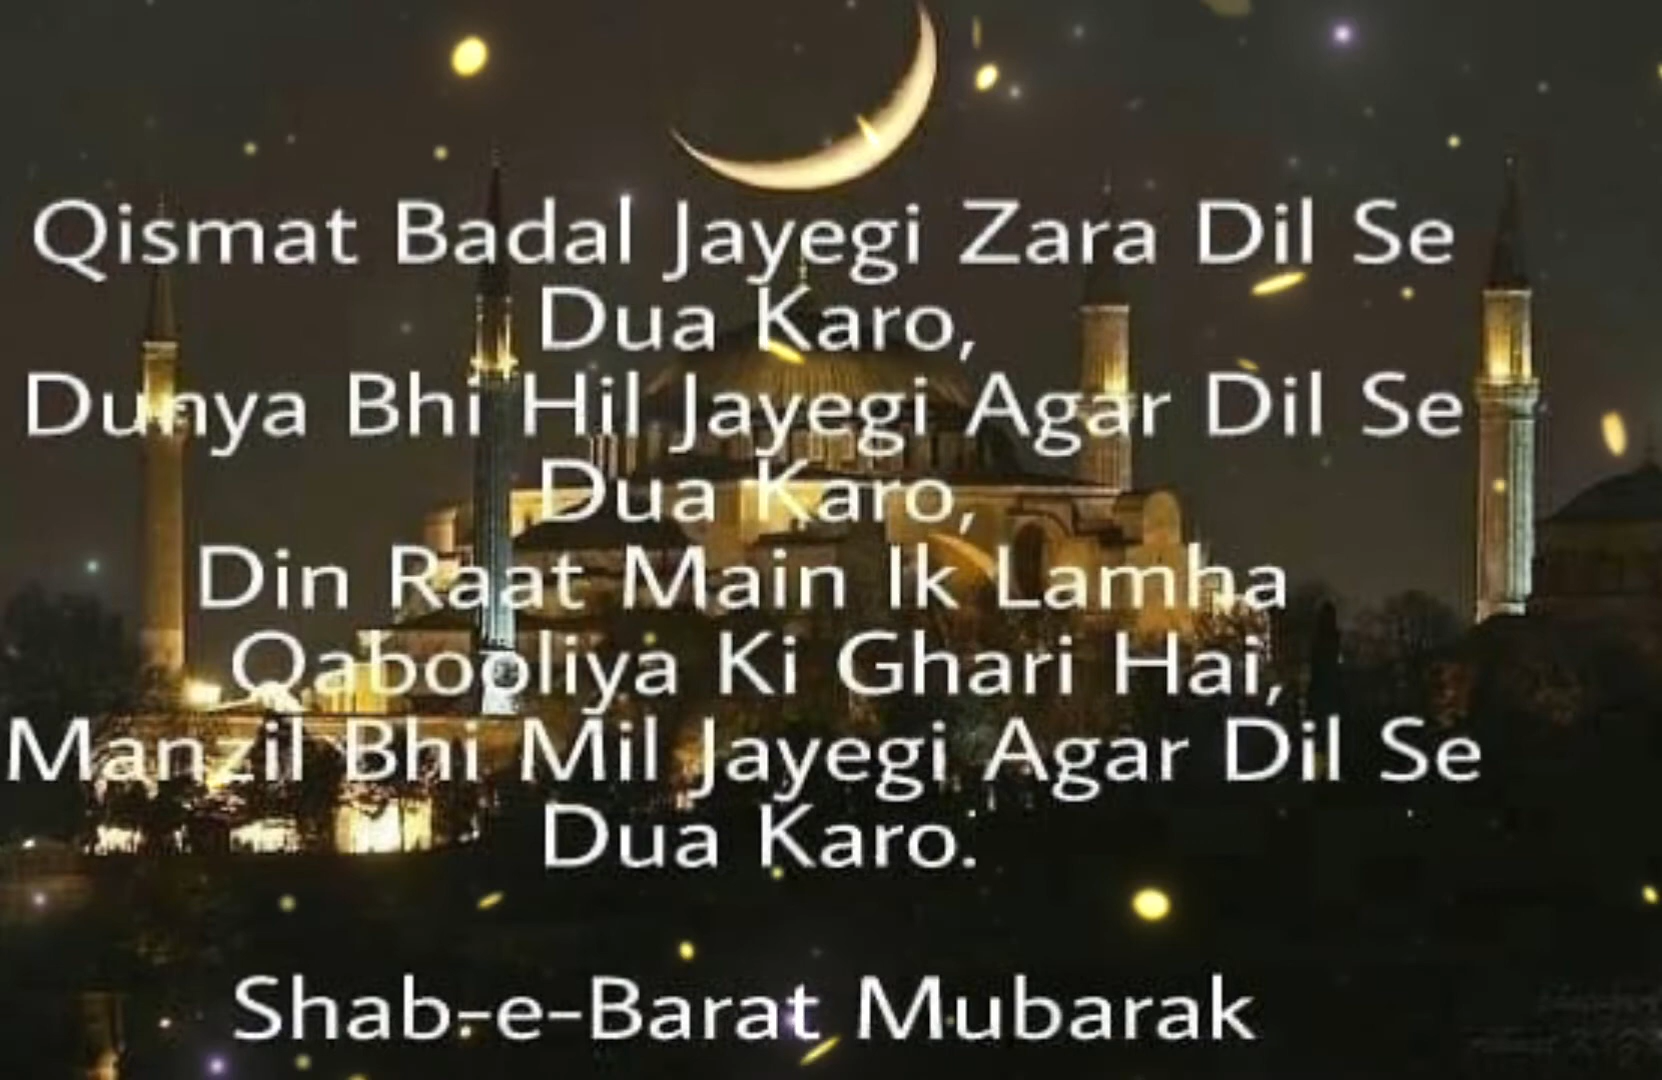 Qismat Badal Jayegi Zara Dil Se
Dua Karo,
Dunya Bhi Hil Jayegi Agar Dil Se
Dua Karo,
Din Raat Main Ik Lamha
Qabooliya Ki Ghari Hai,
Manzil Bhi Mil Jayegi Agar Dil Se
Dua Karo.
Shab-e-Barat Mubarak